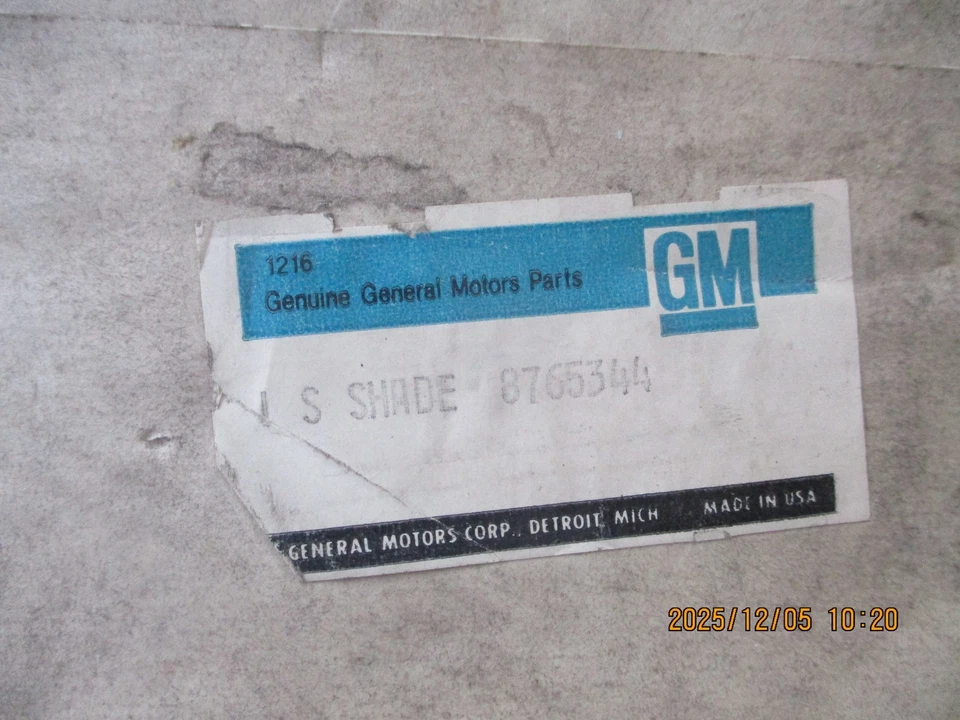 1216
Genuine General Motors Parts
GM
S SHADE 8765344
GENERAL MOTORS CORP., DETROIT, MICH MADE IN USA
2025/12/05 10:20